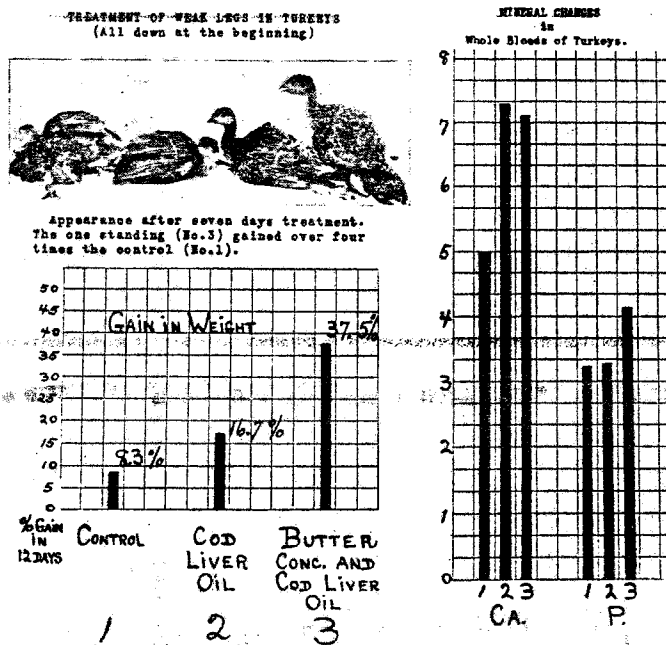 TREATMENT OF WEAK LEGS IN TURKEYS
(All down at the beginning)
Appearance after seven days treatment.
The one standing (No.3) gained over four
times the control (No.1).
GAIN IN WEIGHT
50
45
40
35
30
25
20
15
10
5
0
8.3%
16.7%
37.5%
% GAIN
IN
12 DAYS
CONTROL
COD
LIVER
OIL
BUTTER
CONC. AND
COD LIVER
OIL
1 2 3
MINERAL CHANGES
in
Whole Bloods of Turkeys.
8
7
6
5
4
3
2
1
0
1 2 3
1 2 3
CA. P.